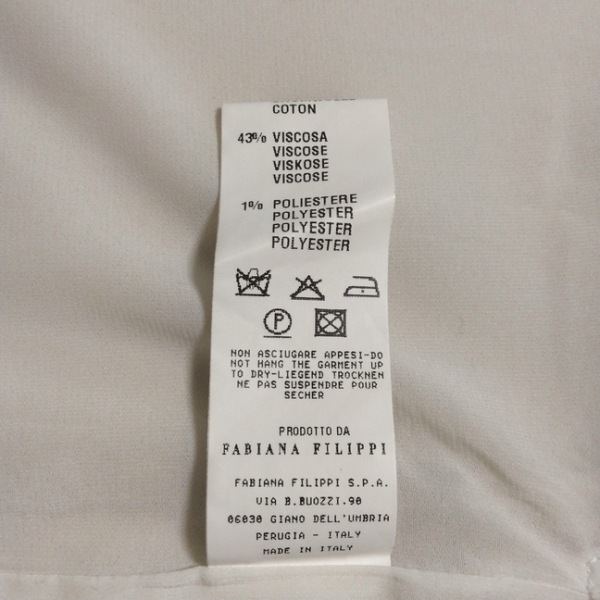 COTON
43% VISCOSA
VISCOSE
VISKOSE
VISCOSE
1% POLIESTERE
POLYESTER
POLYESTER
POLYESTER
P
NON ASCIUGARE APPESI-DO
NOT HANG THE GARMENT UP
TO DRY-LIEGEND TROCKNEN
NE PAS SUSPENDRE POUR
SECHER
PRODOTTO DA
FABIANA FILIPPI
FABIANA FILIPPI S.P.A.
VIA B.BUOZZI.90
06030 GIANO DELL'UMBRIA
PERUGIA - ITALY
MADE IN ITALY